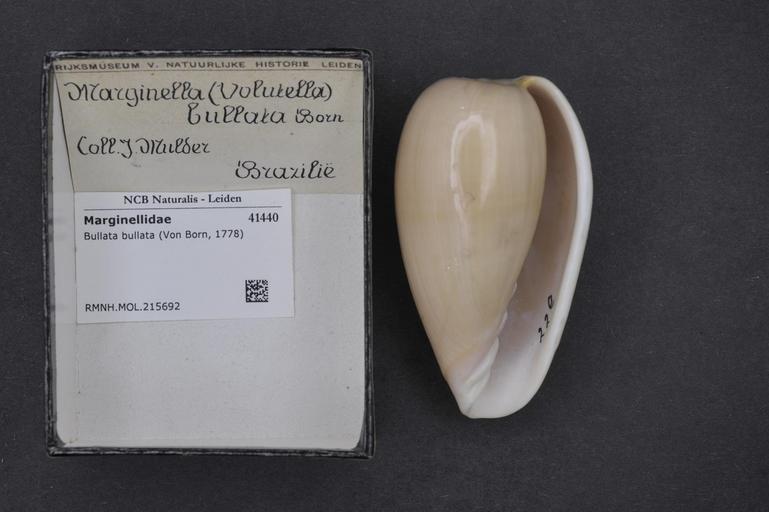 RIJKSMUSEUM V. NATUURLIJKE HISTORIE LEIDEN
Marginella (Volutella)
bullata Born
Coll. J. Mulder
Brazilië
NCB Naturalis - Leiden
Marginellidae 41440
Bullata bullata (Von Born, 1778)
RMNH.MOL.215692